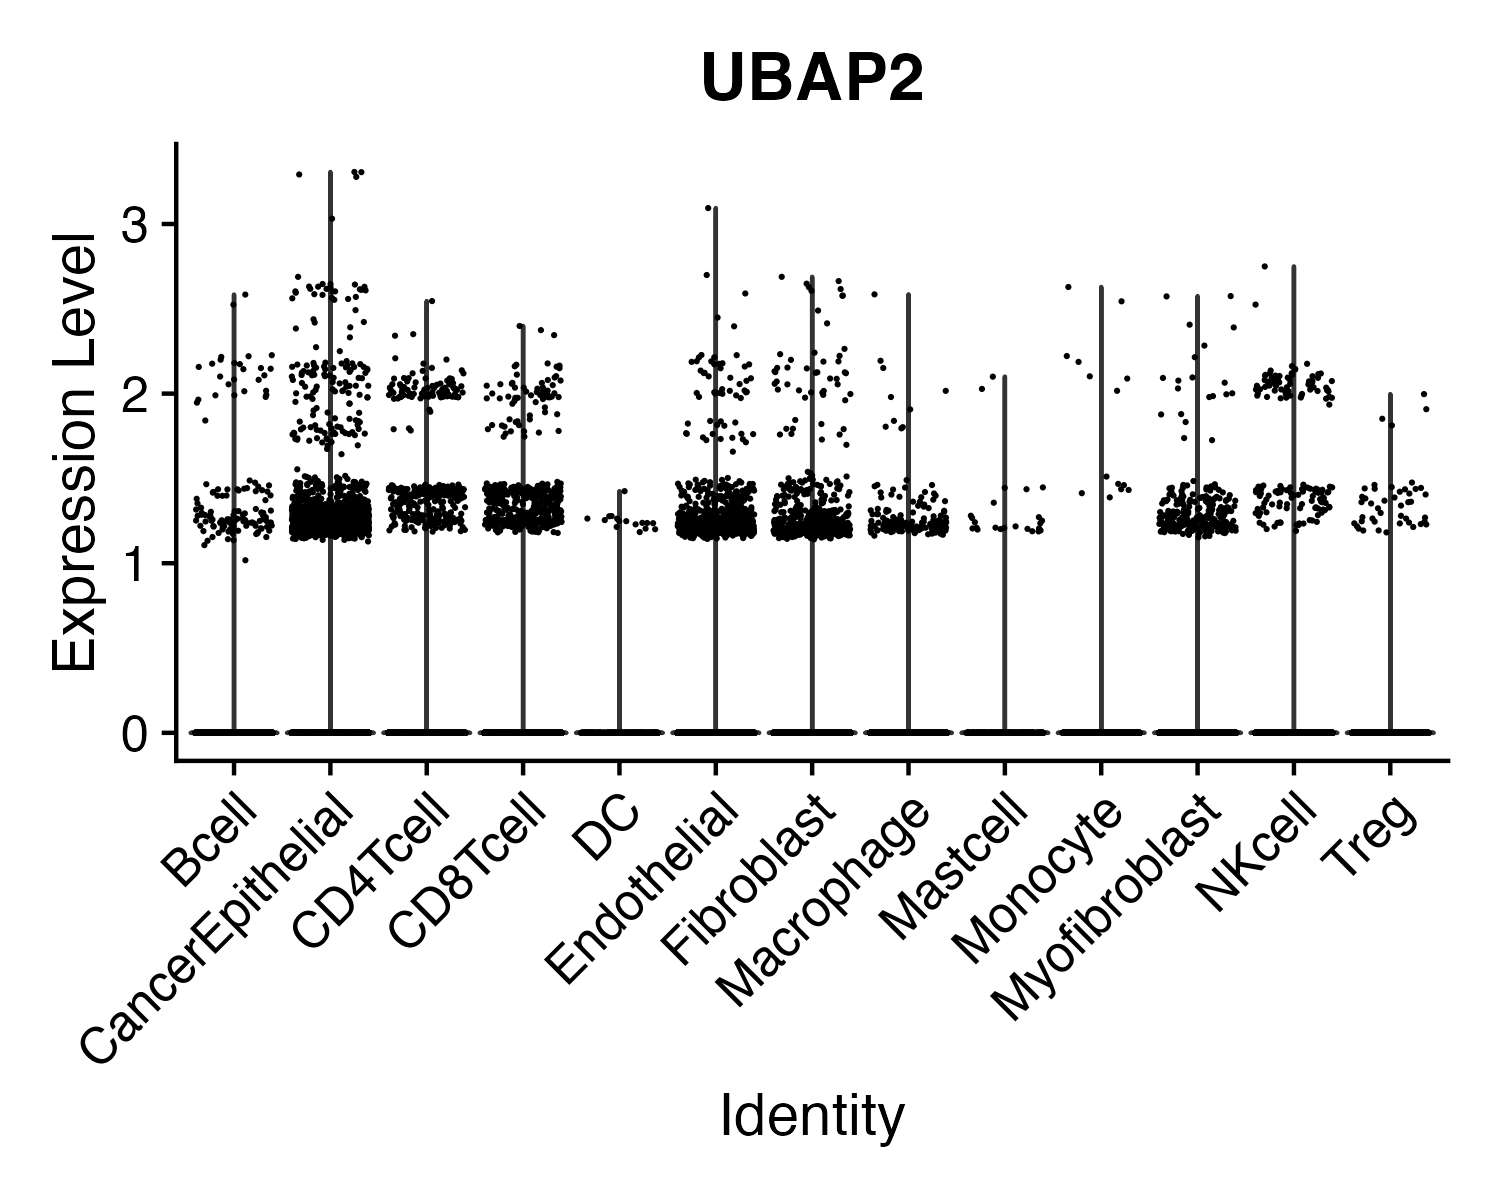 UBAP2
Expression Level
3
2
1
0
Bcell
CancerEpithelial
CD4Tcell
CD8Tcell
DC
Endothelial
Fibroblast
Macrophage
Mastcell
Monocyte
Myofibroblast
NKcell
Treg
Identity